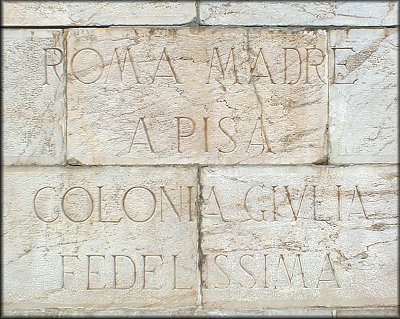 ROMA MADRE
A PISA
COLONIA GIVLIA
FEDELISSIMA